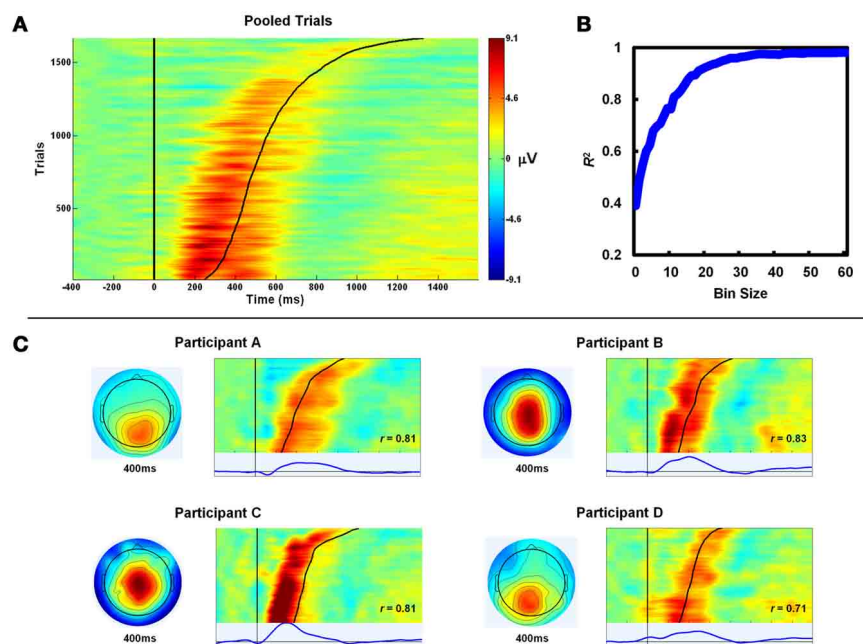 A
Pooled Trials
1500
1000
500
Trials
-400 -200 0 200 400 600 800 1000 1200 1400
Time (ms)
9.1
4.6
0
-4.6
-9.1
µV
B
1
0.8
0.6
0.4
0.2
R²
0 10 20 30 40 50 60
Bin Size
C
Participant A
400ms
r = 0.81
Participant B
400ms
r = 0.83
Participant C
400ms
r = 0.81
Participant D
400ms
r = 0.71